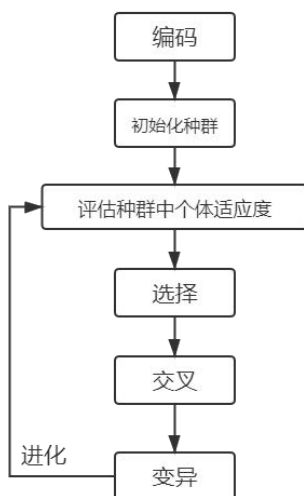 编码
初始化种群
评估种群中个体适应度
选择
交叉
进化
变异